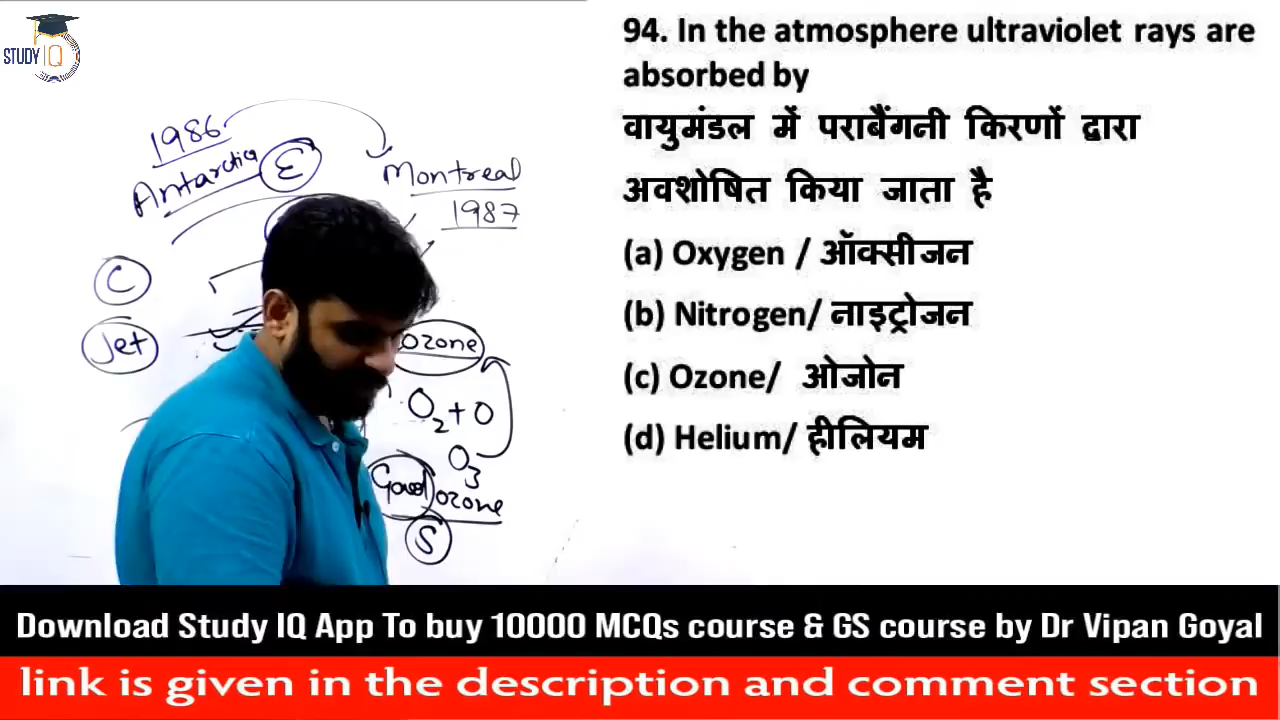 STUDY IQ
1986
Antarctica
E
Montreal
1987
C
Jet
ozone
O2 + O
O3
Good ozone
S
94. In the atmosphere ultraviolet rays are
absorbed by
वायुमंडल में पराबैंगनी किरणों द्वारा
अवशोषित किया जाता है
(a) Oxygen / ऑक्सीजन
(b) Nitrogen/ नाइट्रोजन
(c) Ozone/ ओजोन
(d) Helium/ हीलियम
Download Study IQ App To buy 10000 MCQs course & GS course by Dr Vipan Goyal
link is given in the description and comment section